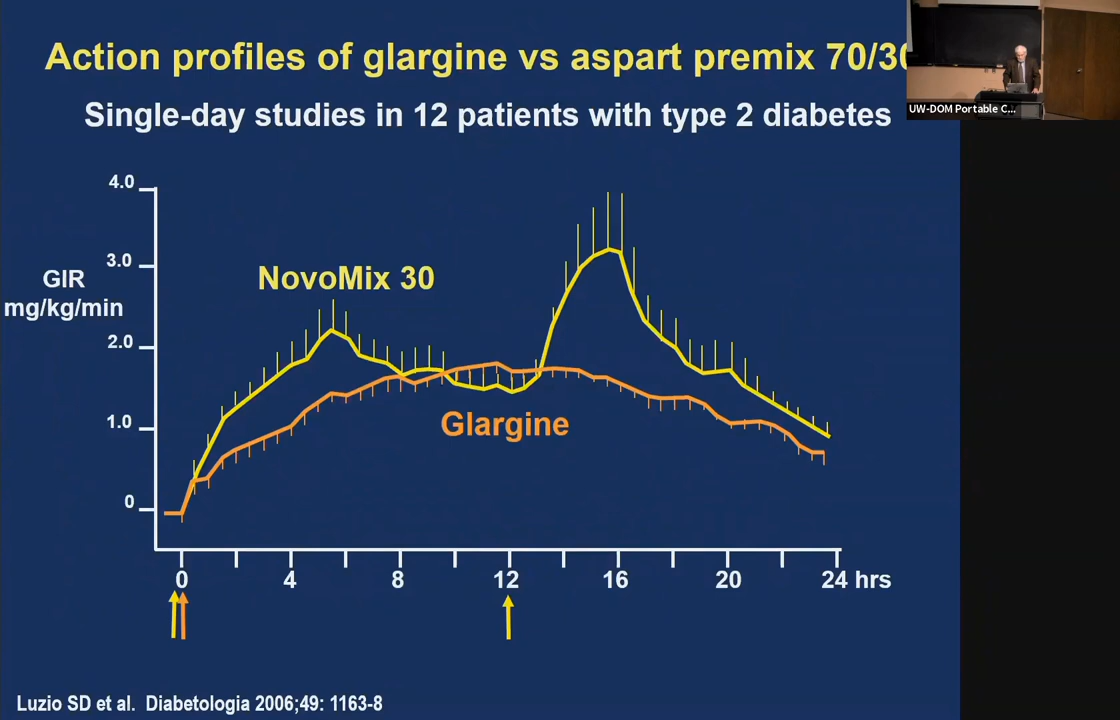 Action profiles of glargine vs aspart premix 70/30
Single-day studies in 12 patients with type 2 diabetes
UW-DOM Portable C...
4.0
3.0
GIR
mg/kg/min
2.0
1.0
0
NovoMix 30
Glargine
0 4 8 12 16 20 24 hrs
Luzio SD et al. Diabetologia 2006;49: 1163-8